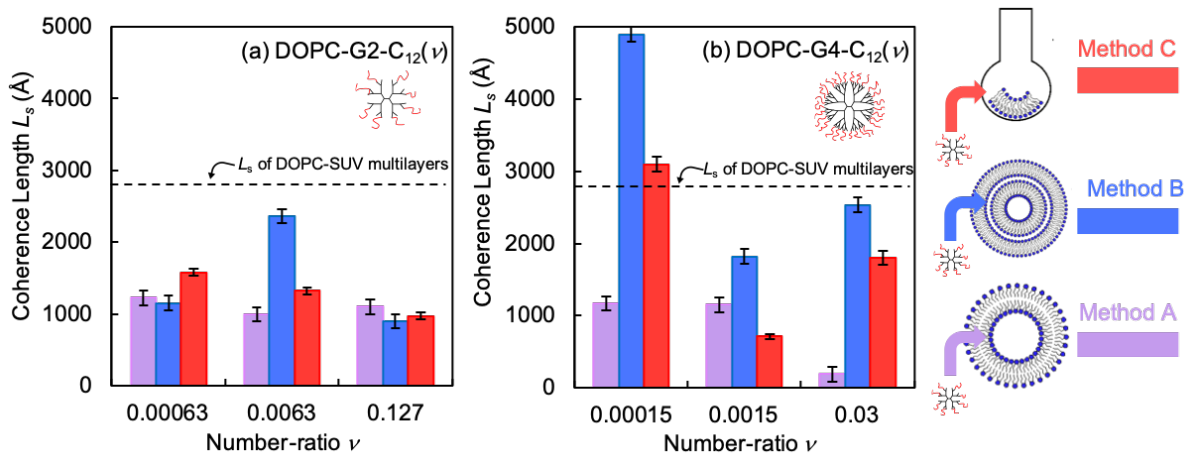 Coherence Length Ls (Å)
5000
4000
3000
2000
1000
0
(a) DOPC-G2-C12(ν)
Ls of DOPC-SUV multilayers
0.00063
0.0063
0.127
Number-ratio ν
Coherence Length Ls (Å)
5000
4000
3000
2000
1000
0
(b) DOPC-G4-C12(ν)
Ls of DOPC-SUV multilayers
0.00015
0.0015
0.03
Number-ratio ν
Method C
Method B
Method A